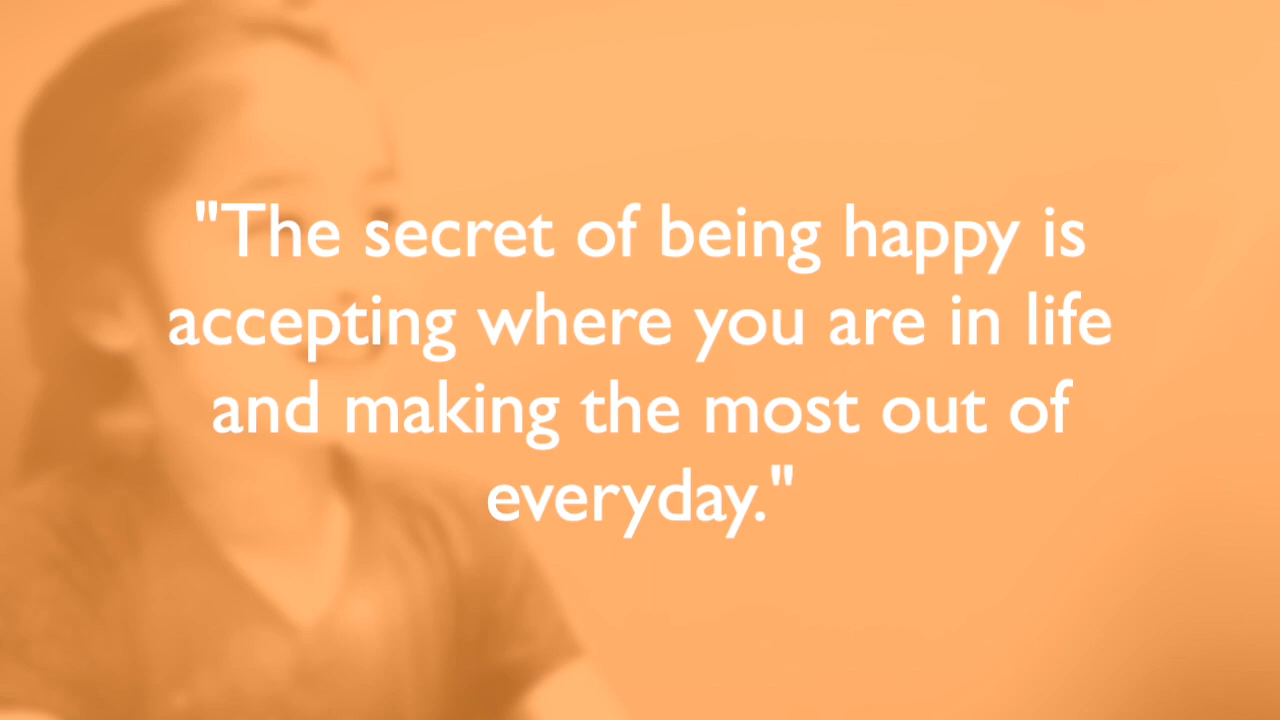 "The secret of being happy is
accepting where you are in life
and making the most out of
everyday."